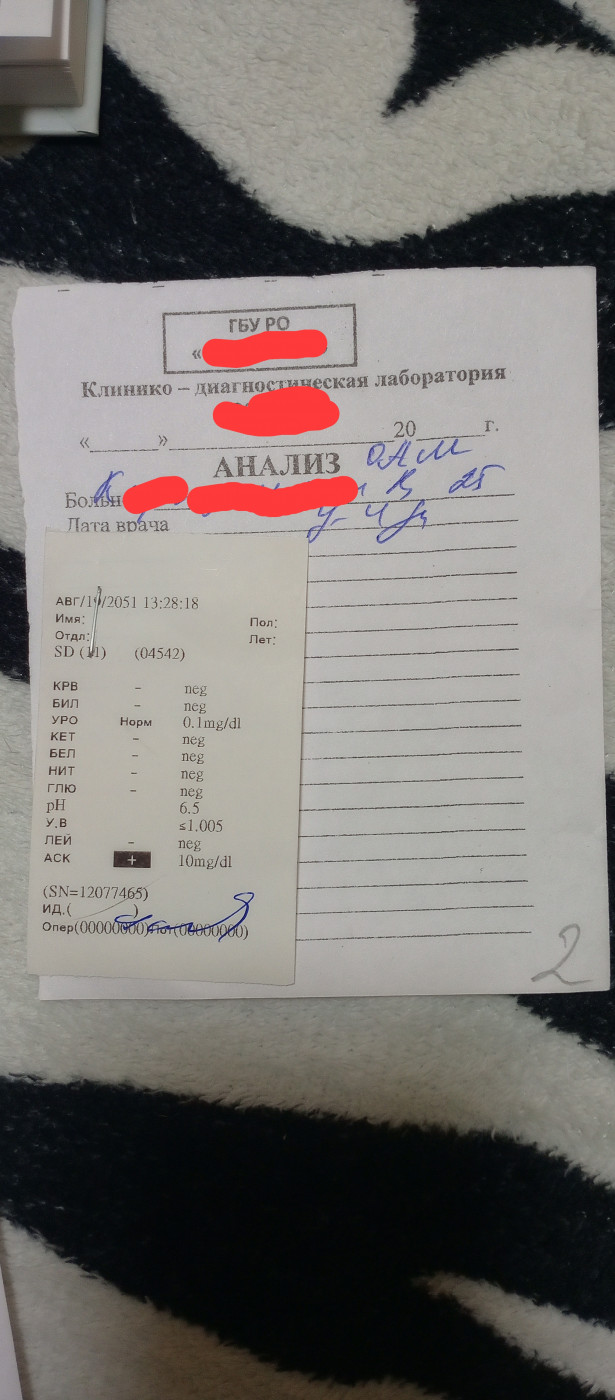 ГБУ РО
«
Клинико – диагностическая лаборатория
«______»____________________20______г.
АНАЛИЗ ОАМ
Больн 25
Дата врача
АВГ/19/2051 13:28:18
Имя: Пол:
Отдл: Лет:
SD (11) (04542)
КРВ – neg
БИЛ – neg
УРО Норм 0.1mg/dl
КЕТ – neg
БЕЛ – neg
НИТ – neg
ГЛЮ – neg
pH 6.5
У.В ≤1.005
ЛЕЙ – neg
АСК + 10mg/dl
(SN=12077465)
ИД.( )
Опер(00000000) (00000000)
2